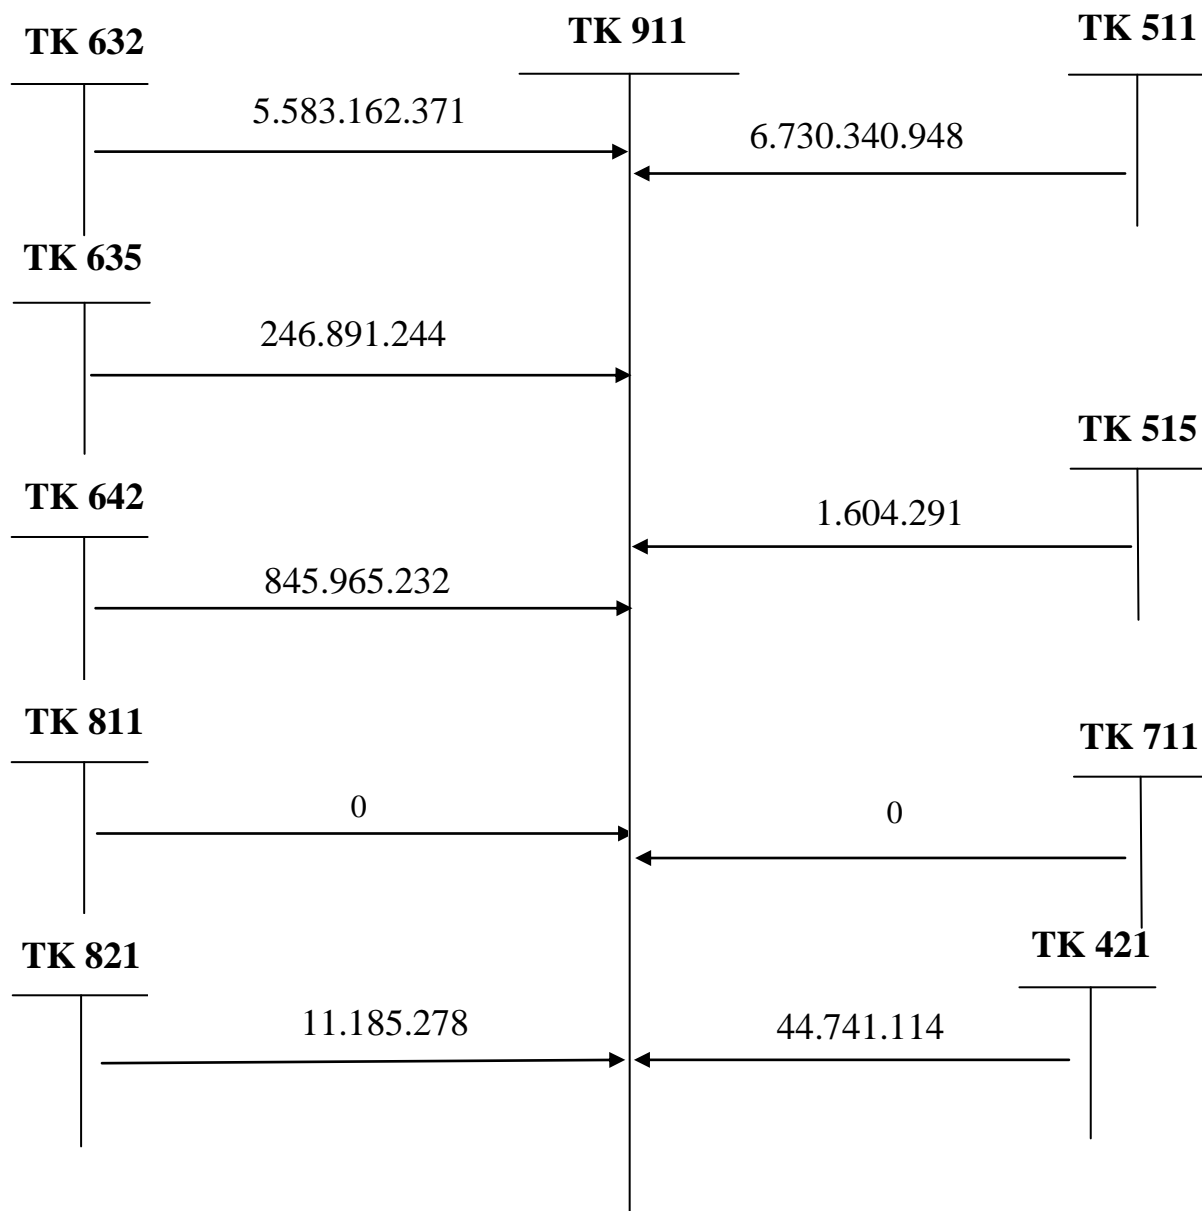 TK 632
TK 911
TK 511
5.583.162.371
6.730.340.948
TK 635
246.891.244
TK 515
TK 642
1.604.291
845.965.232
TK 811
TK 711
0
0
TK 821
TK 421
11.185.278
44.741.114